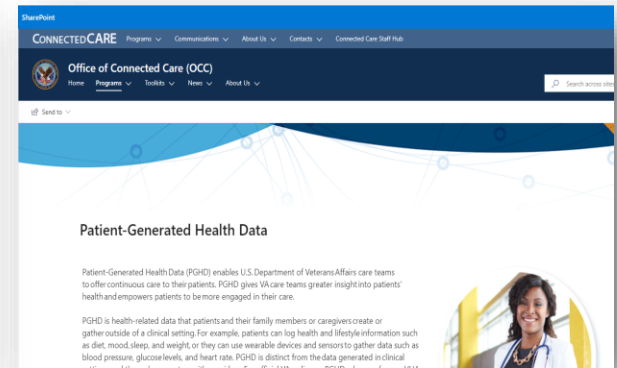 SharePoint
CONNECTEDCARE Programs Communications About Us Contacts Connected Care Staff Hub
Office of Connected Care (OCC)
Home Programs Toolkits News About Us
Search across sites
Send to
Patient-Generated Health Data
Patient-Generated Health Data (PGHD) enables U.S. Department of Veterans Affairs care teams
to offer continuous care to their patients. PGHD gives VA care teams greater insight into patients'
health and empowers patients to be more engaged in their care.
PGHD is health-related data that patients and their family members or caregivers create or
gather outside of a clinical setting. For example, patients can log health and lifestyle information such
as diet, mood, sleep, and weight, or they can use wearable devices and sensors to gather data such as
blood pressure, glucose levels, and heart rate. PGHD is distinct from the data generated in clinical